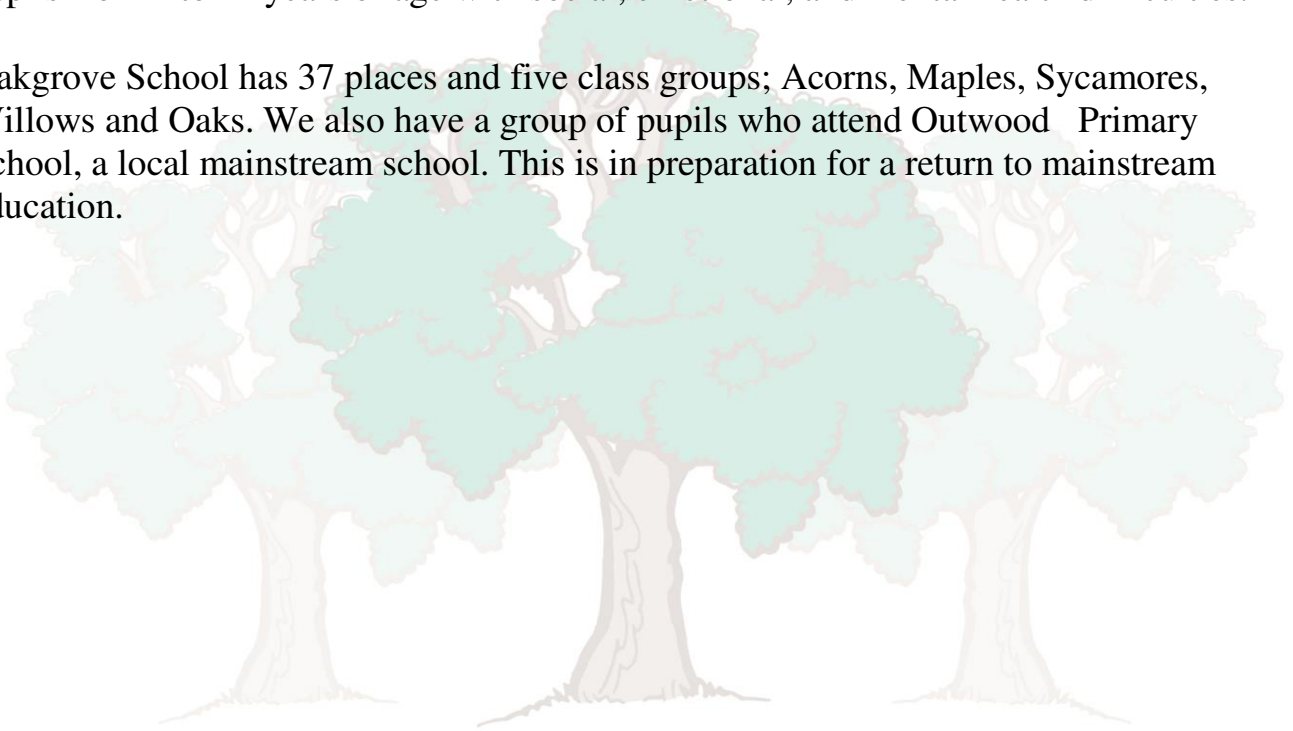 akgrove School has 37 places and five class groups; Acorns, Maples, Sycamores,
illows and Oaks. We also have a group of pupils who attend Outwood Primary
chool, a local mainstream school. This is in preparation for a return to mainstream
ducation.